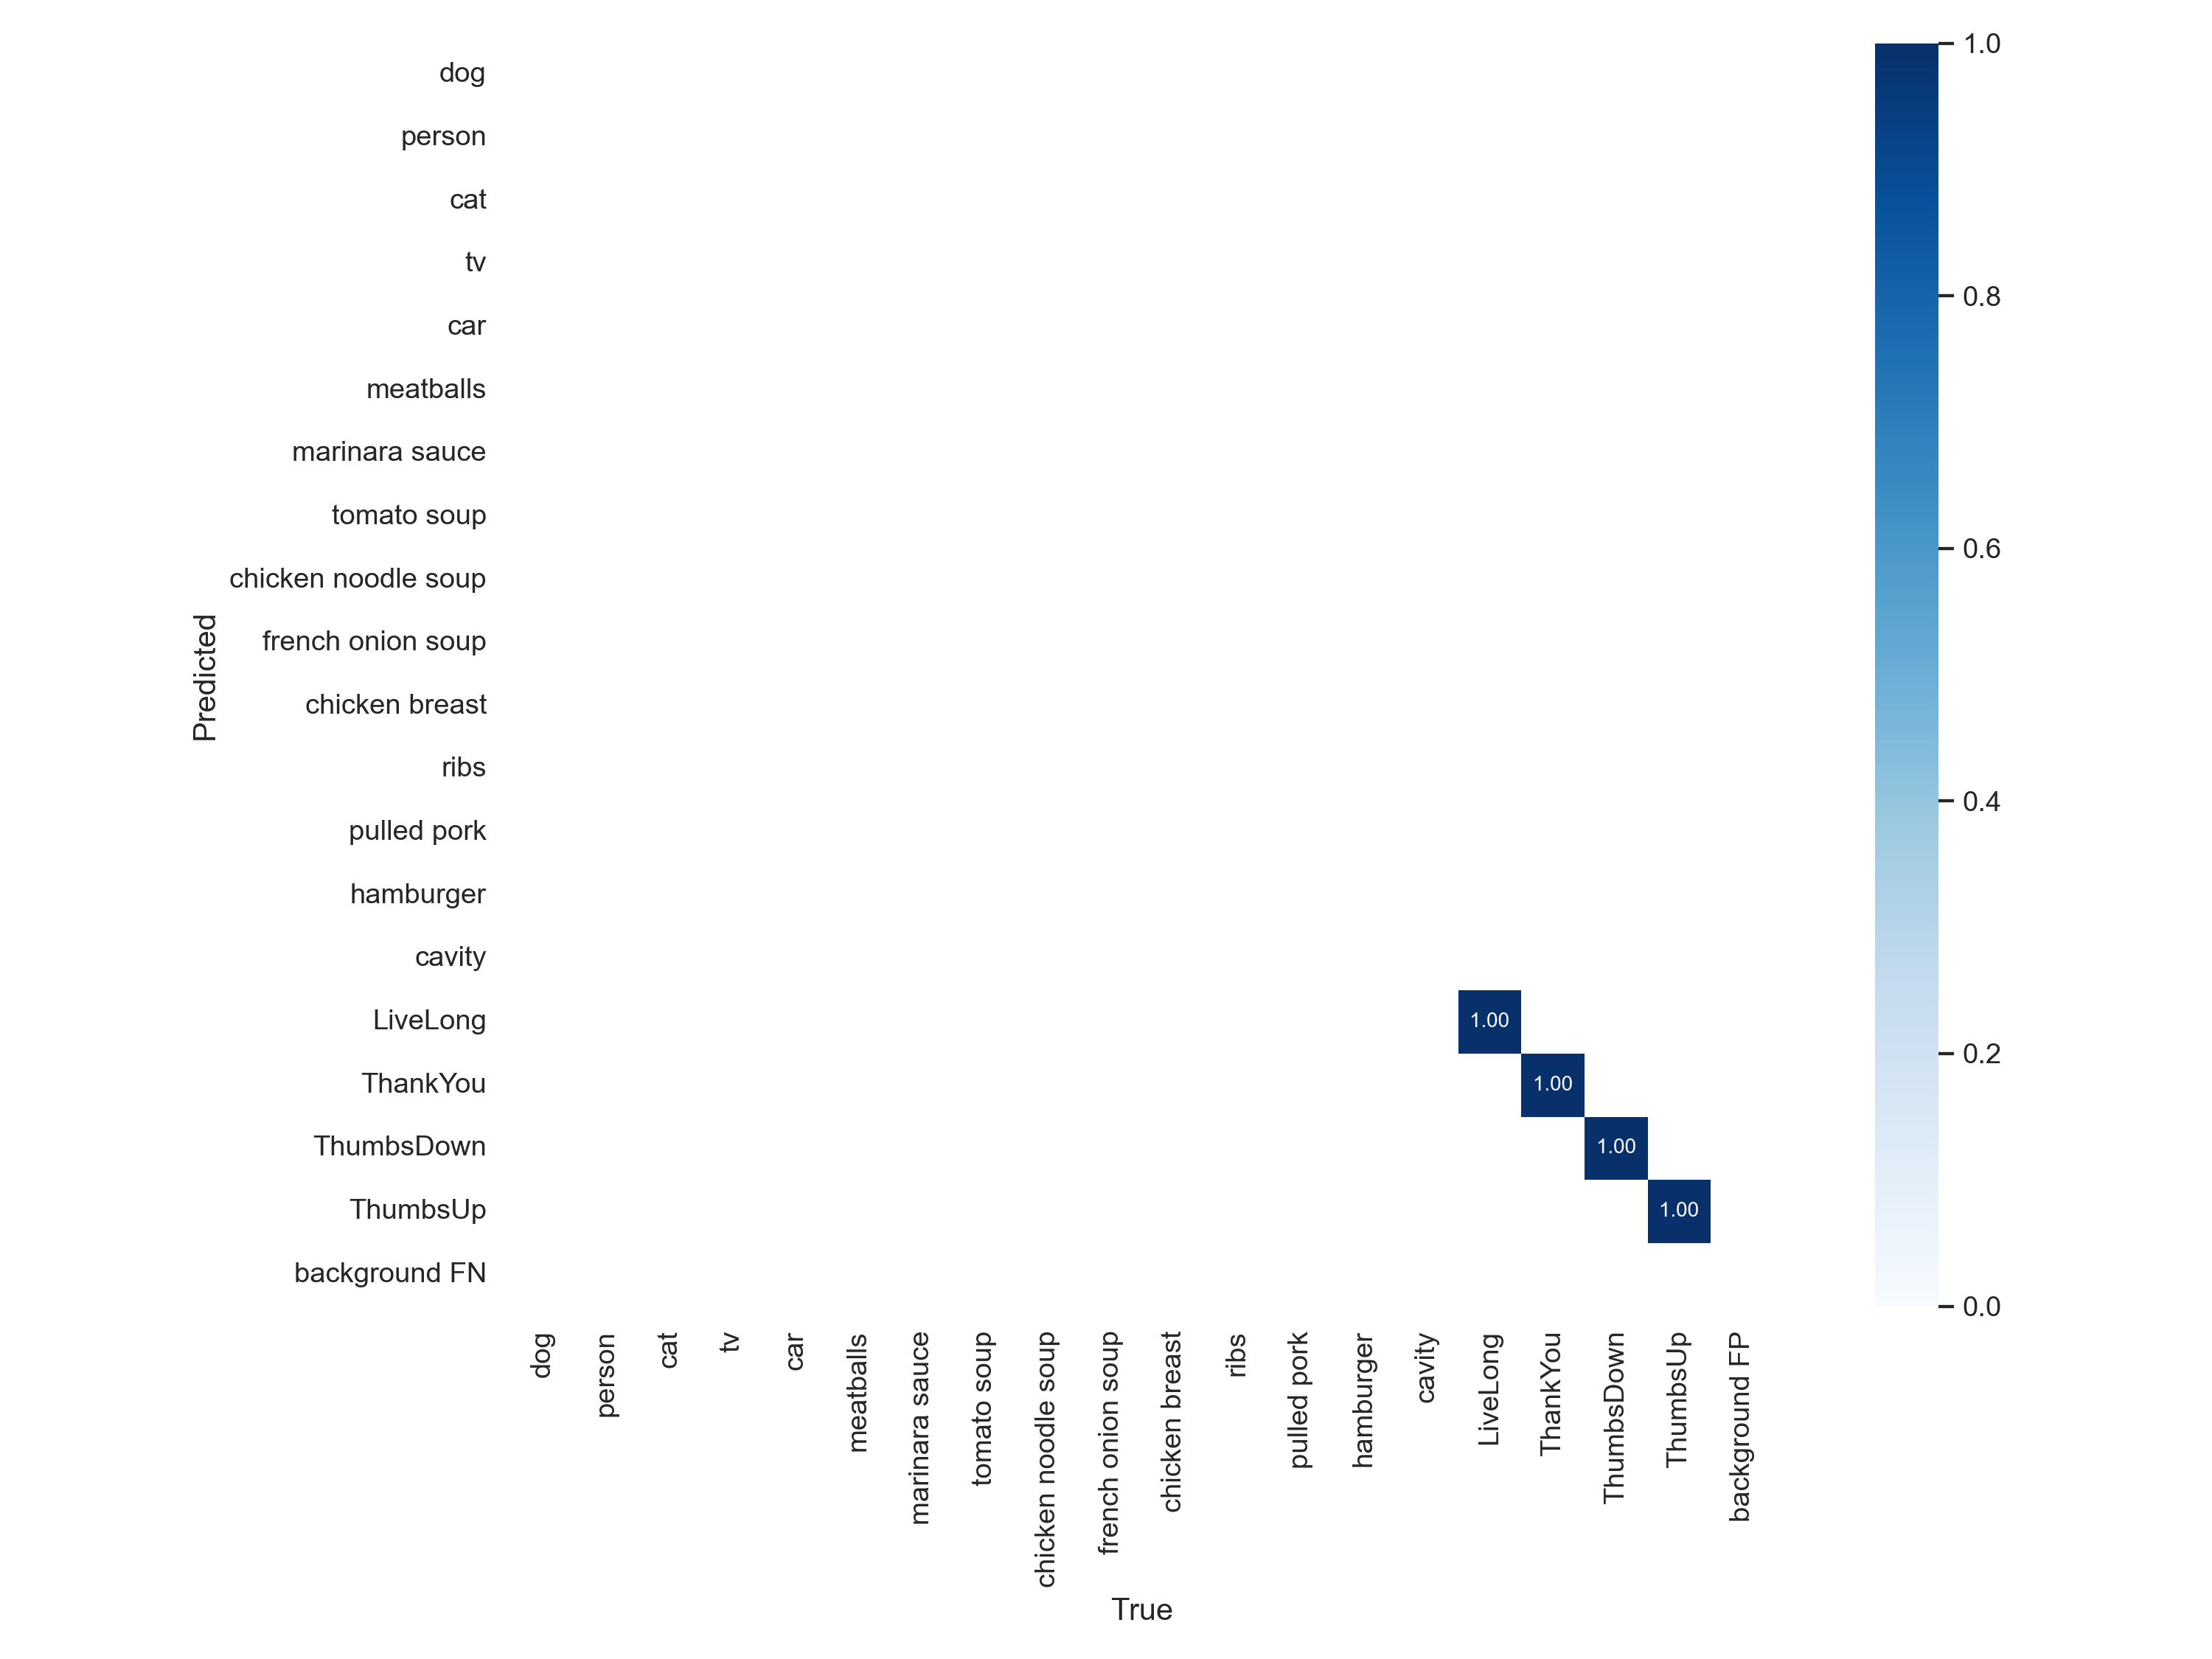 dog
person
cat
tv
car
meatballs
marinara sauce
tomato soup
chicken noodle soup
french onion soup
chicken breast
ribs
pulled pork
hamburger
cavity
LiveLong
ThankYou
ThumbsDown
ThumbsUp
background FN
Predicted
1.00
1.00
1.00
1.00
dog
person
cat
tv
car
meatballs
marinara sauce
tomato soup
chicken noodle soup
french onion soup
chicken breast
ribs
pulled pork
hamburger
cavity
LiveLong
ThankYou
ThumbsDown
ThumbsUp
background FP
True
1.0
0.8
0.6
0.4
0.2
0.0